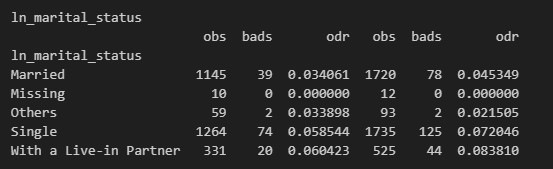 ln_marital_status
obs bads odr obs bads odr
ln_marital_status
Married 1145 39 0.034061 1720 78 0.045349
Missing 10 0 0.000000 12 0 0.000000
Others 59 2 0.033898 93 2 0.021505
Single 1264 74 0.058544 1735 125 0.072046
With a Live-in Partner 331 20 0.060423 525 44 0.083810